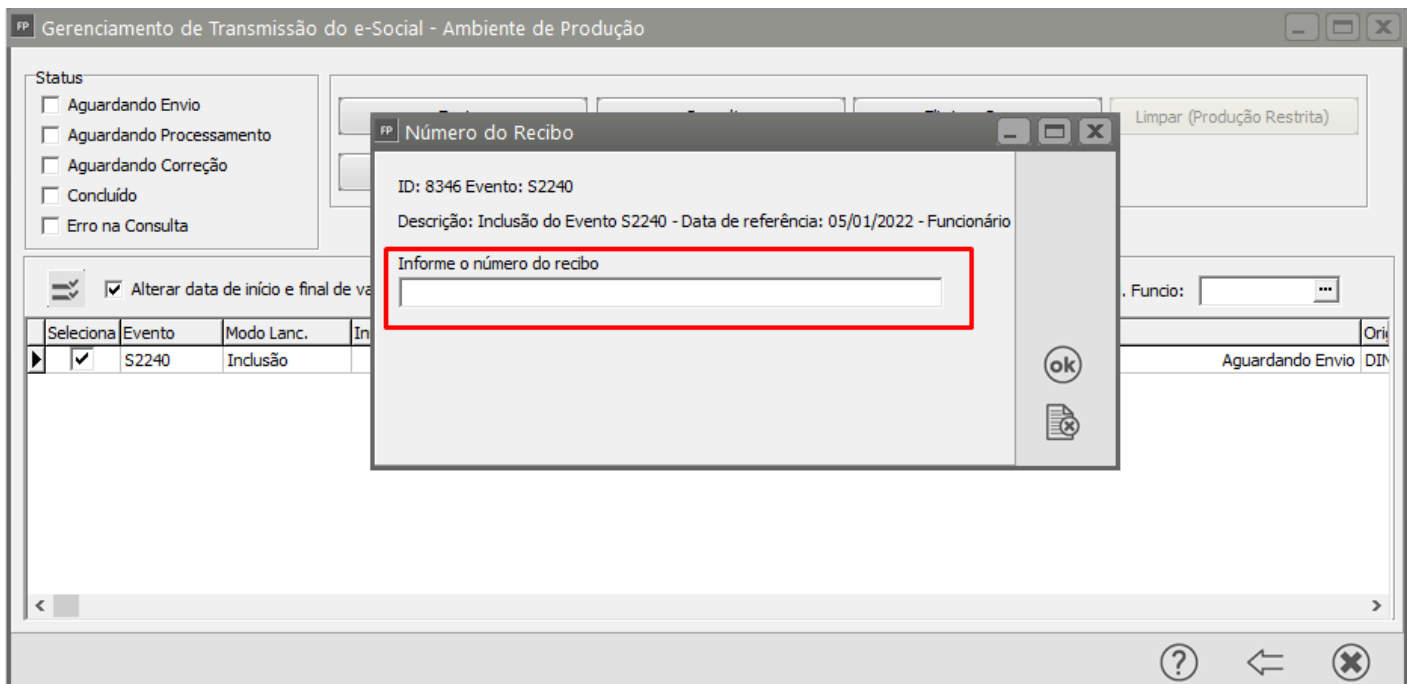 FP Gerenciamento de Transmissão do e-Social - Ambiente de Produção
Status
Aguardando Envio
Aguardando Processamento
Aguardando Correção
Concluído
Erro na Consulta
Limpar (Produção Restrita)
FP Número do Recibo
ID: 8346 Evento: S2240
Descrição: Inclusão do Evento S2240 - Data de referência: 05/01/2022 - Funcionário
Informe o número do recibo
ok
Alterar data de início e final de va
. Funcio:
...
Seleciona Evento Modo Lanc. In Ori
S2240 Inclusão Aguardando Envio DIN
?